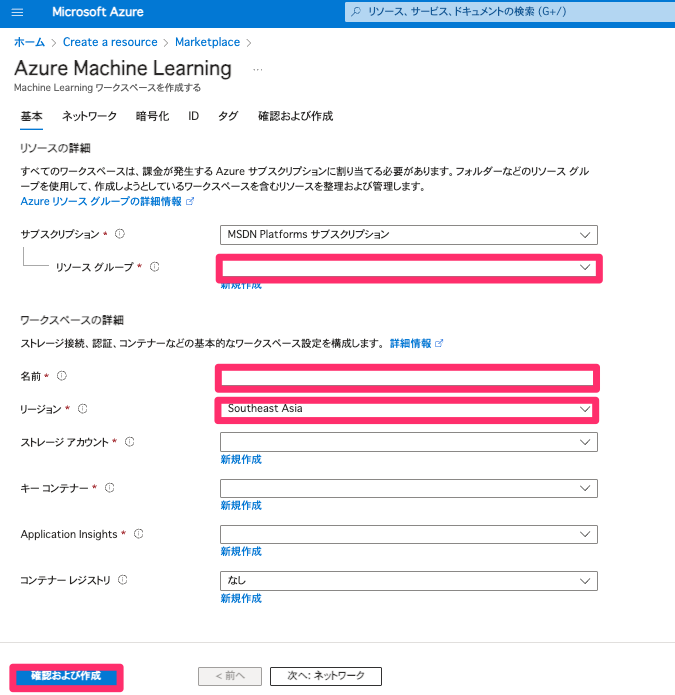 Microsoft Azure
リソース、サービス、ドキュメントの検索 (G+/)
ホーム > Create a resource > Marketplace >
Azure Machine Learning ...
Machine Learning ワークスペースを作成する
基本 ネットワーク 暗号化 ID タグ 確認および作成
リソースの詳細
すべてのワークスペースは、課金が発生する Azure サブスクリプションに割り当てる必要があります。フォルダーなどのリソース グル
ープを使用して、作成しようとしているワークスペースを含むリソースを整理および管理します。
Azure リソース グループの詳細情報
サブスクリプション *
MSDN Platforms サブスクリプション
リソース グループ *
新規作成
ワークスペースの詳細
ストレージ接続、認証、コンテナーなどの基本的なワークスペース設定を構成します。 詳細情報
名前 *
リージョン *
Southeast Asia
ストレージ アカウント *
新規作成
キー コンテナー *
新規作成
Application Insights *
新規作成
コンテナー レジストリ
なし
新規作成
確認および作成
< 前へ
次へ: ネットワーク